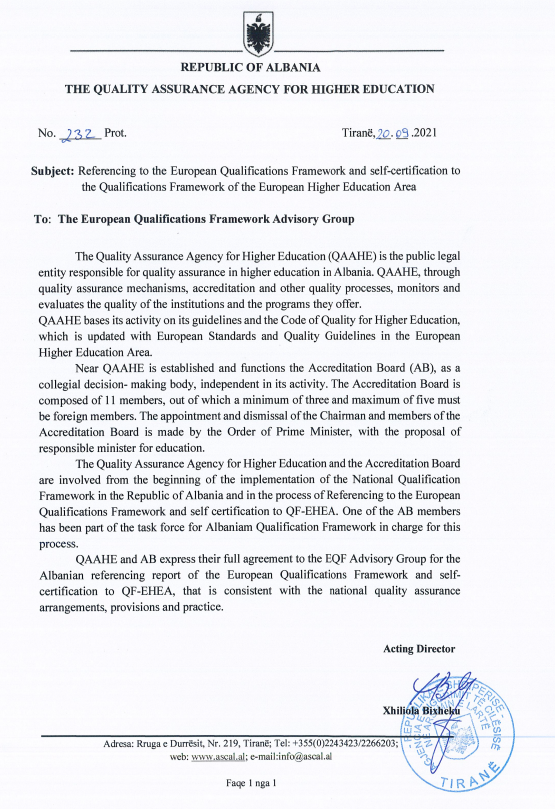 REPUBLIC OF ALBANIA
THE QUALITY ASSURANCE AGENCY FOR HIGHER EDUCATION
No. 232 Prot. Tiranë, 20.09.2021
Subject: Referencing to the European Qualifications Framework and self-certification to
the Qualifications Framework of the European Higher Education Area
To: The European Qualifications Framework Advisory Group
The Quality Assurance Agency for Higher Education (QAAHE) is the public legal
entity responsible for quality assurance in higher education in Albania. QAAHE, through
quality assurance mechanisms, accreditation and other quality processes, monitors and
evaluates the quality of the institutions and the programs they offer.
QAAHE bases its activity on its guidelines and the Code of Quality for Higher Education,
which is updated with European Standards and Quality Guidelines in the European
Higher Education Area.
Near QAAHE is established and functions the Accreditation Board (AB), as a
collegial decision- making body, independent in its activity. The Accreditation Board is
composed of 11 members, out of which a minimum of three and maximum of five must
be foreign members. The appointment and dismissal of the Chairman and members of the
Accreditation Board is made by the Order of Prime Minister, with the proposal of
responsible minister for education.
The Quality Assurance Agency for Higher Education and the Accreditation Board
are involved from the beginning of the implementation of the National Qualification
Framework in the Republic of Albania and in the process of Referencing to the European
Qualifications Framework and self certification to QF-EHEA. One of the AB members
has been part of the task force for Albaniam Qualification Framework in charge for this
process.
QAAHE and AB express their full agreement to the EQF Advisory Group for the
Albanian referencing report of the European Qualifications Framework and self-
certification to QF-EHEA, that is consistent with the national quality assurance
arrangements, provisions and practice.
Acting Director
Xhiliola Bixheku
Adresa: Rruga e Durrësit, Nr. 219, Tiranë; Tel: +355(0)2243423/2266203;
web: www.ascal.al; e-mail:info@ascal.al
Faqe 1 nga 1
TIRANË